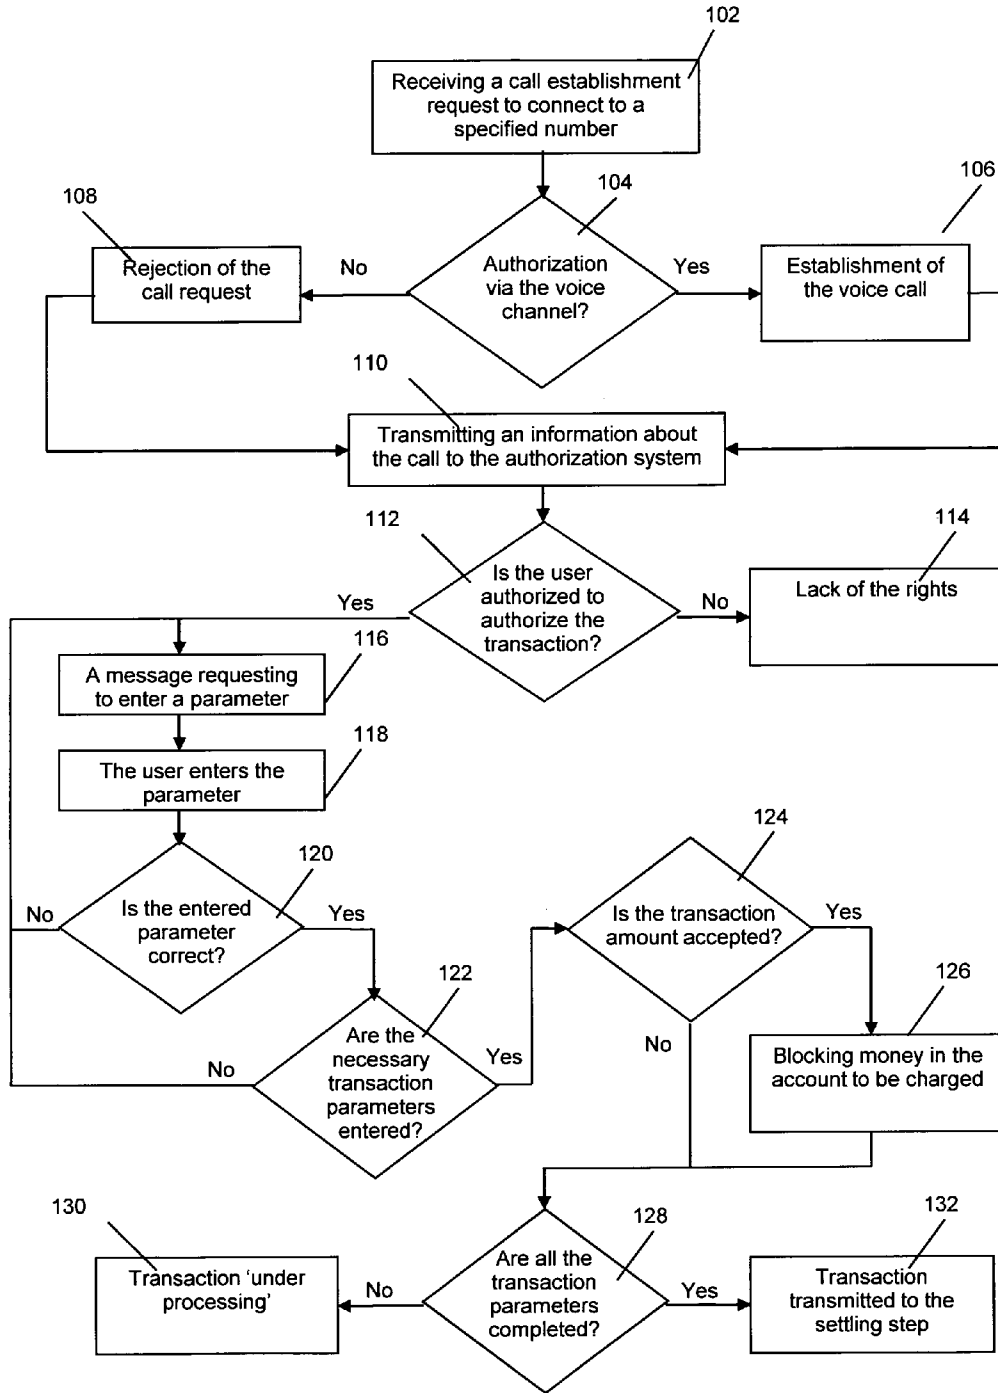 102
Receiving a call establishment
request to connect to a
specified number
104
106
108
Rejection of the
call request
No
Authorization
via the voice
channel?
Yes
Establishment of
the voice call
110
Transmitting an information about
the call to the authorization system
112
114
Is the user
authorized to
authorize the
transaction?
Yes
No
Lack of the rights
116
A message requesting
to enter a parameter
118
The user enters the
parameter
120
No
Is the entered
parameter
correct?
Yes
124
Is the transaction
amount accepted?
Yes
122
No
Are the
necessary
transaction
parameters
entered?
Yes
No
126
Blocking money in the
account to be charged
130
128
132
Transaction ‘under
processing’
No
Are all the
transaction
parameters
completed?
Yes
Transaction
transmitted to the
settling step